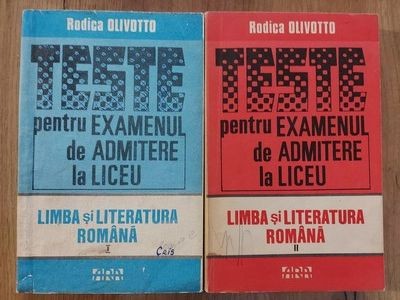 Rodica OLIVOTTO
TESTE
pentru EXAMENUL
de ADMITERE
la LICEU
LIMBA și LITERATURA
ROMÂNĂ
I
Cris
Rodica OLIVOTTO
TESTE
pentru EXAMENUL
de ADMITERE
la LICEU
LIMBA și LITERATURA
ROMÂNĂ
II